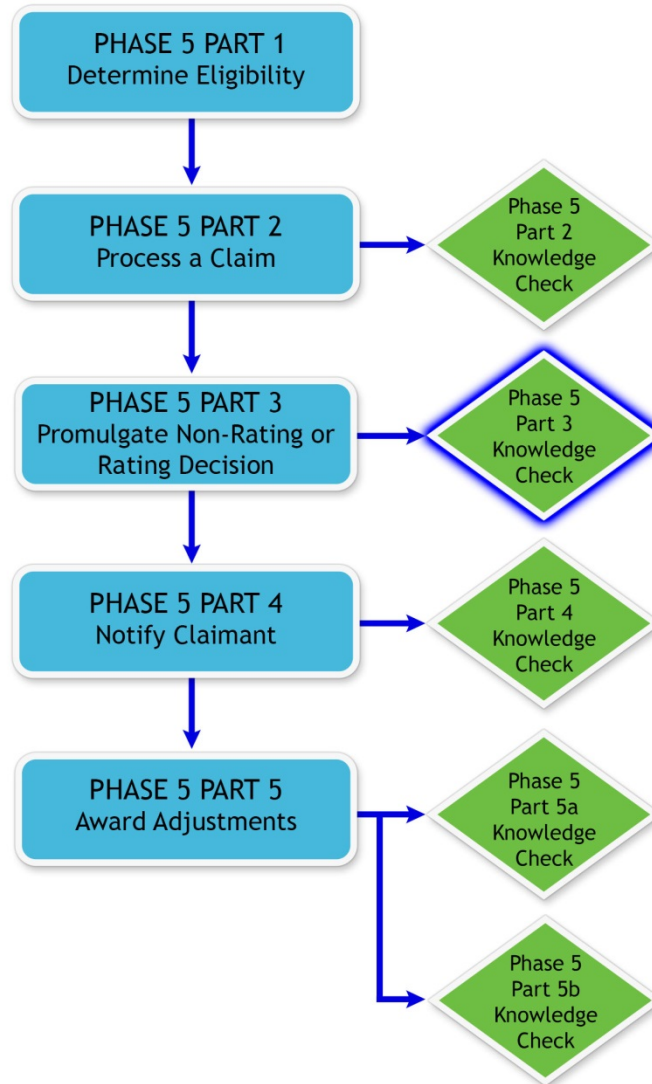 PHASE 5 PART 1
Determine Eligibility
PHASE 5 PART 2
Process a Claim
Phase 5
Part 2
Knowledge
Check
PHASE 5 PART 3
Promulgate Non-Rating or
Rating Decision
Phase 5
Part 3
Knowledge
Check
PHASE 5 PART 4
Notify Claimant
Phase 5
Part 4
Knowledge
Check
PHASE 5 PART 5
Award Adjustments
Phase 5
Part 5a
Knowledge
Check
Phase 5
Part 5b
Knowledge
Check